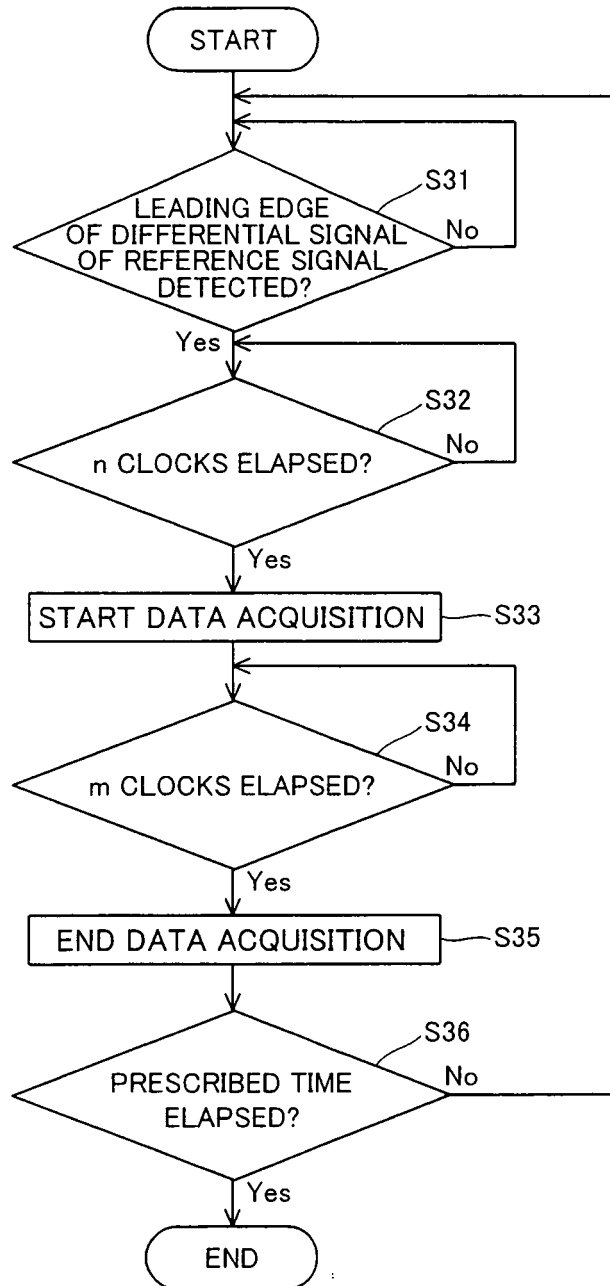 START
S31
LEADING EDGE
OF DIFFERENTIAL SIGNAL
OF REFERENCE SIGNAL
DETECTED?
No
Yes
S32
n CLOCKS ELAPSED?
No
Yes
START DATA ACQUISITION
S33
S34
m CLOCKS ELAPSED?
No
Yes
END DATA ACQUISITION
S35
S36
PRESCRIBED TIME
ELAPSED?
No
Yes
END